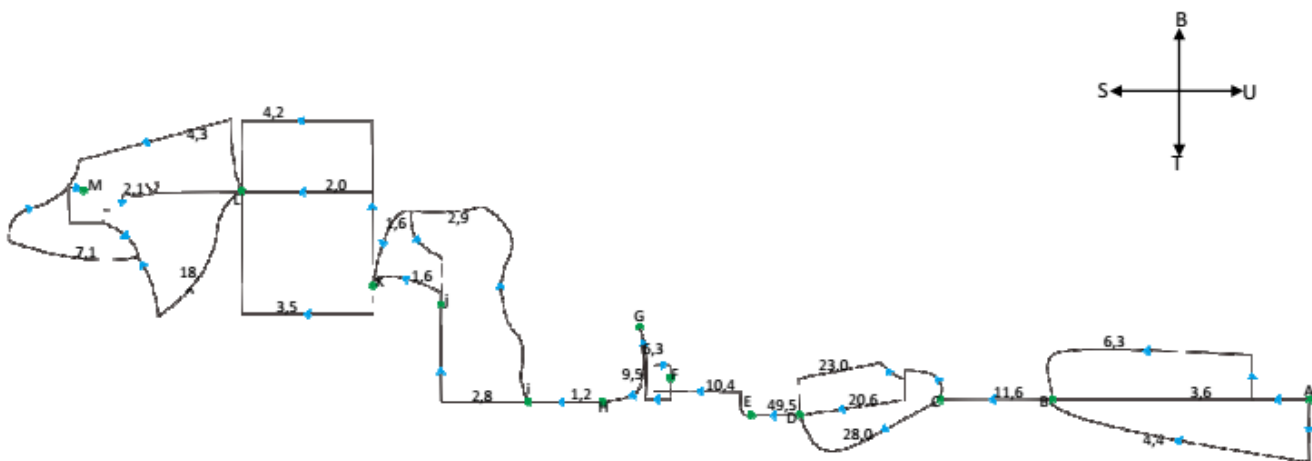 B
S U
T
4,2
4,3
M
2,1 2,0
L
1,6 2,9
7,1
18
K 1,6
j
3,5
G
6,3
6,3
23,0
9,5 F
10,4
2,8 i 1,2 H
E 49,5 D
20,6
C 11,6 B 3,6 A
28,0
4,4